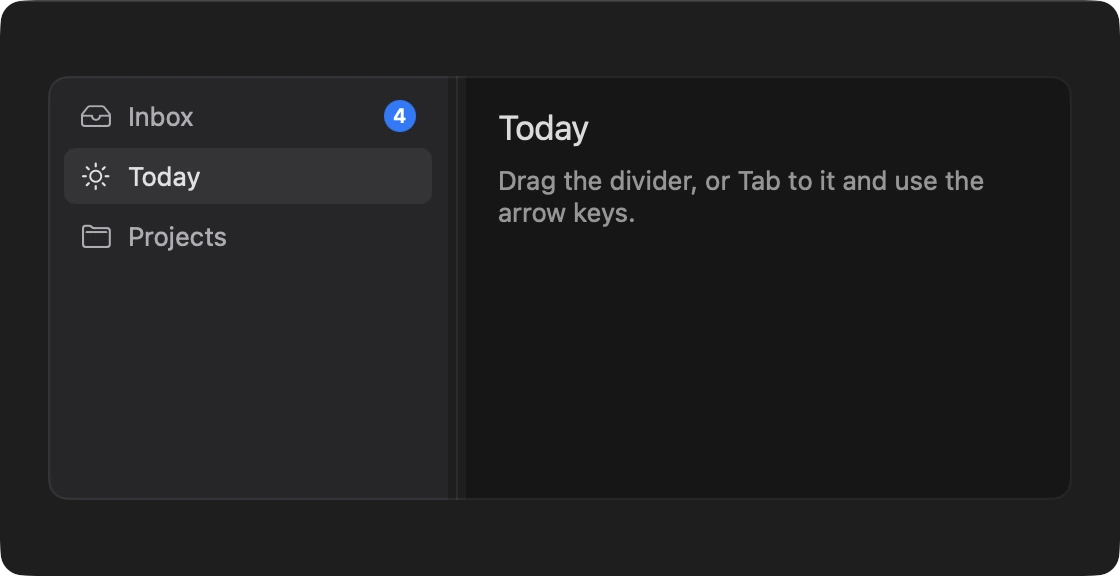 Inbox
4
Today
Projects
Today
Drag the divider, or Tab to it and use the
arrow keys.